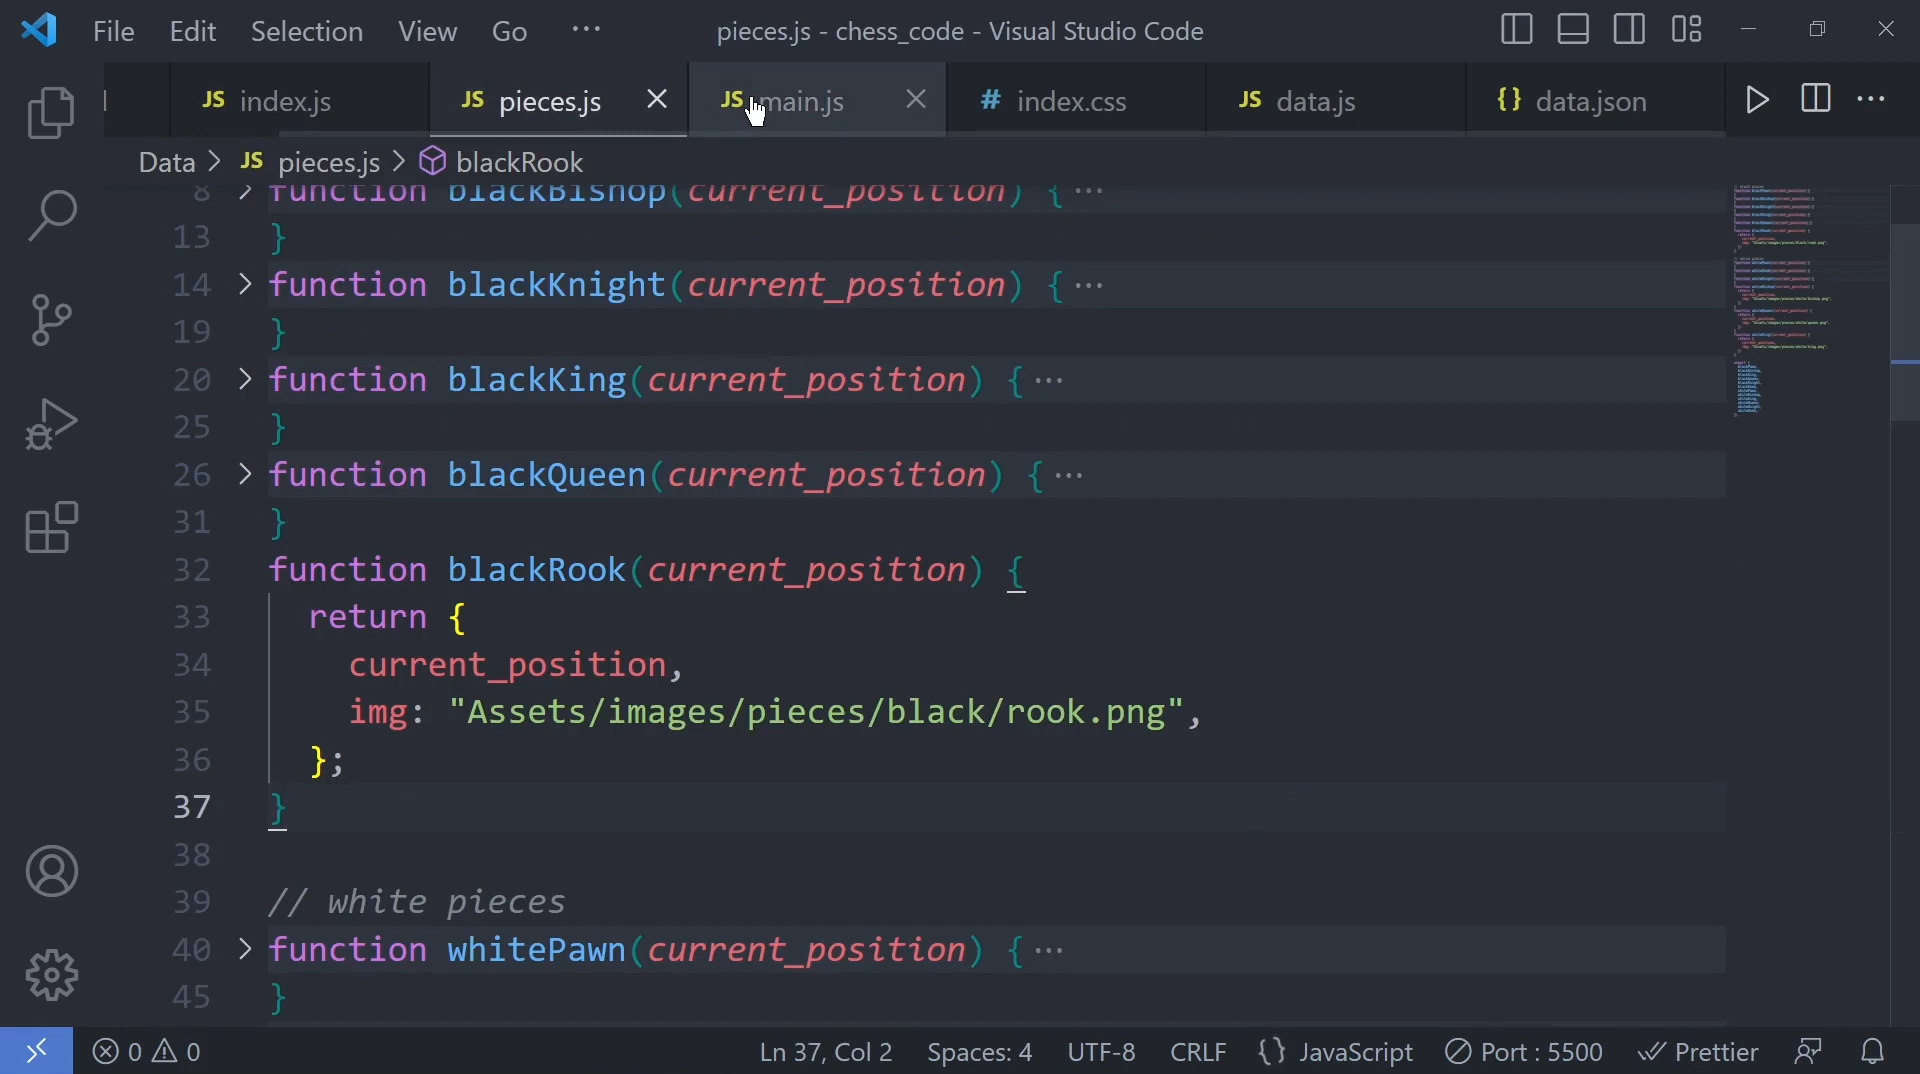 File Edit Selection View Go ··· pieces.js - chess_code - Visual Studio Code
JS index.js JS pieces.js JS main.js # index.css JS data.js {} data.json
Data > JS pieces.js > blackRook
8 > function blackBishop(current_position) { ···
13 }
14 > function blackKnight(current_position) { ···
19 }
20 > function blackKing(current_position) { ···
25 }
26 > function blackQueen(current_position) { ···
31 }
32 function blackRook(current_position) {
33 return {
34 current_position,
35 img: "Assets/images/pieces/black/rook.png",
36 };
37 }
38
39 // white pieces
40 > function whitePawn(current_position) { ···
45 }
0 0 Ln 37, Col 2 Spaces: 4 UTF-8 CRLF {} JavaScript Port : 5500 Prettier